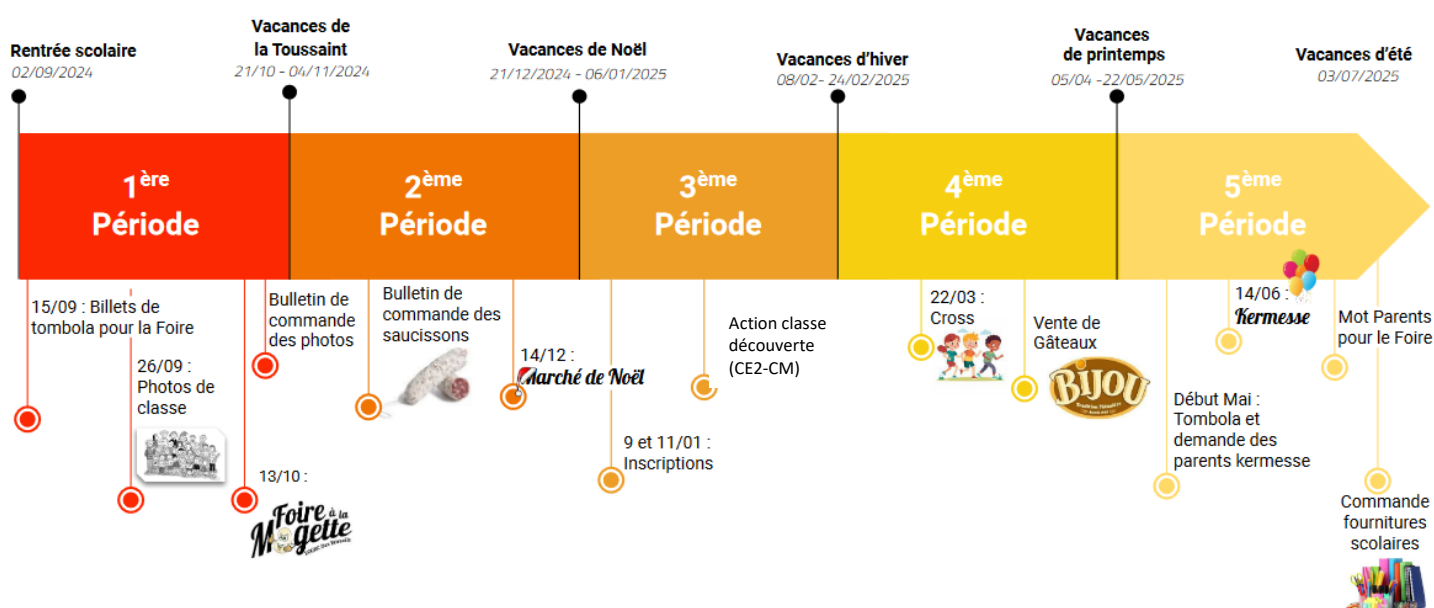 Rentrée scolaire
02/09/2024
Vacances de
la Toussaint
21/10 - 04/11/2024
Vacances de Noël
21/12/2024 - 06/01/2025
Vacances d'hiver
08/02- 24/02/2025
Vacances
de printemps
05/04 -22/05/2025
Vacances d'été
03/07/2025
1ère
Période
2ème
Période
3ème
Période
4ème
Période
5ème
Période
15/09 : Billets de
tombola pour la Foire
26/09 :
Photos de
classe
13/10 :
Foire à la
Mogette
Bulletin de
commande
des photos
Bulletin de
commande des
saucissons
14/12 :
Marché de Noël
9 et 11/01 :
Inscriptions
Action classe
découverte
(CE2-CM)
22/03 :
Cross
Vente de
Gâteaux
BIJOU
Début Mai :
Tombola et
demande des
parents kermesse
14/06 :
Kermesse
Mot Parents
pour le Foire
Commande
fournitures
scolaires